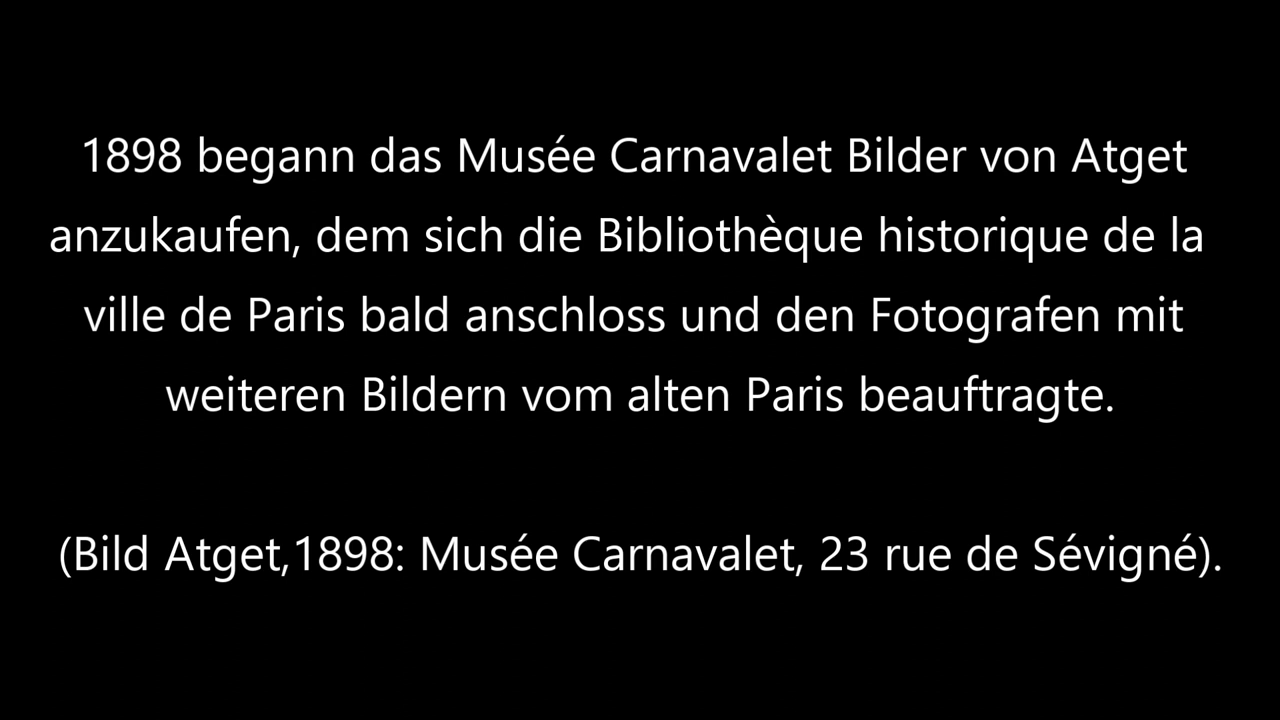 1898 begann das Musée Carnavalet Bilder von Atget
anzukaufen, dem sich die Bibliothèque historique de la
ville de Paris bald anschloss und den Fotografen mit
weiteren Bildern vom alten Paris beauftragte.
(Bild Atget,1898: Musée Carnavalet, 23 rue de Sévigné).